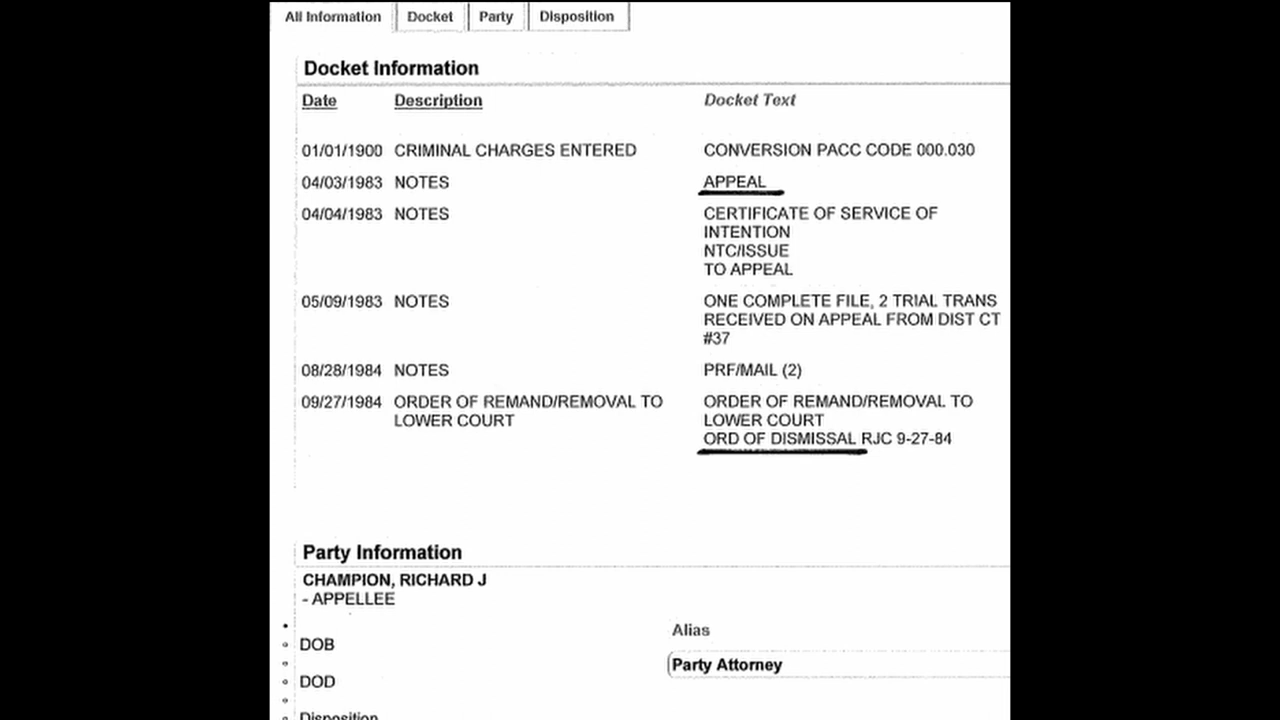 All Information Docket Party Disposition
Docket Information
Date Description Docket Text
01/01/1900 CRIMINAL CHARGES ENTERED CONVERSION PACC CODE 000.030
04/03/1983 NOTES APPEAL
04/04/1983 NOTES CERTIFICATE OF SERVICE OF
INTENTION
NTC/ISSUE
TO APPEAL
05/09/1983 NOTES ONE COMPLETE FILE, 2 TRIAL TRANS
RECEIVED ON APPEAL FROM DIST CT
#37
08/28/1984 NOTES PRF/MAIL (2)
09/27/1984 ORDER OF REMAND/REMOVAL TO ORDER OF REMAND/REMOVAL TO
LOWER COURT LOWER COURT
ORD OF DISMISSAL RJC 9-27-84
Party Information
CHAMPION, RICHARD J
- APPELLEE
Alias
DOB
Party Attorney
DOD
Disposition